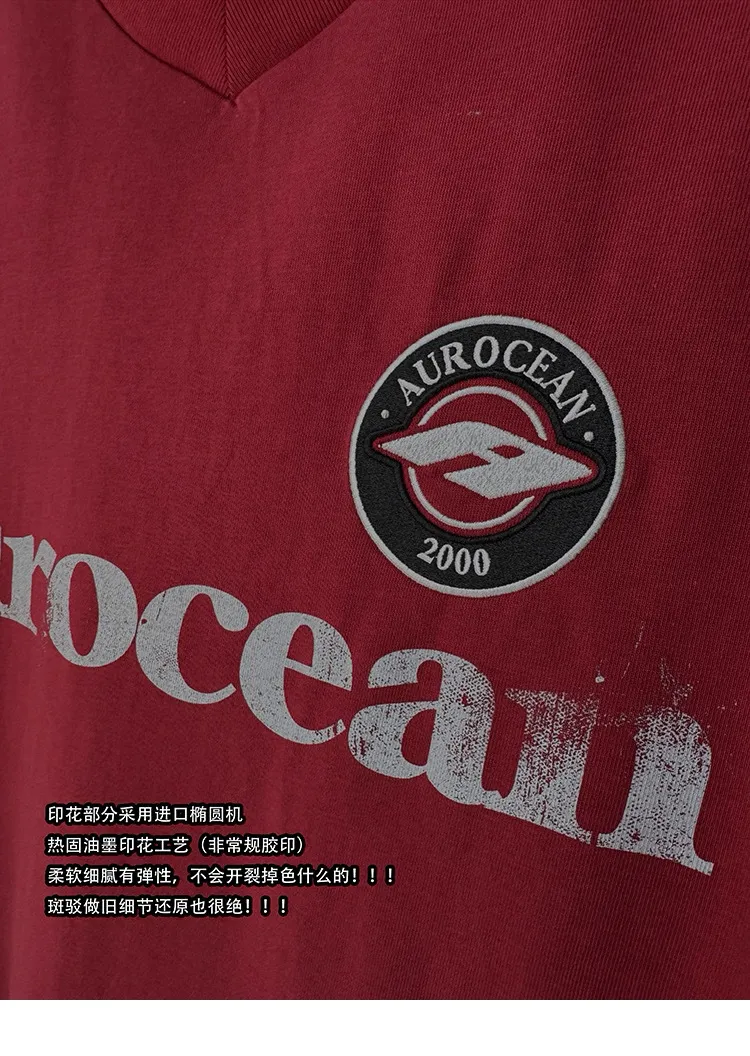 AUROCEAN
2000
urocean
印花部分采用进口椭圆机
热固油墨印花工艺（非常规胶印）
柔软细腻有弹性，不会开裂掉色什么的！！！
斑驳做旧细节还原也很绝！！！